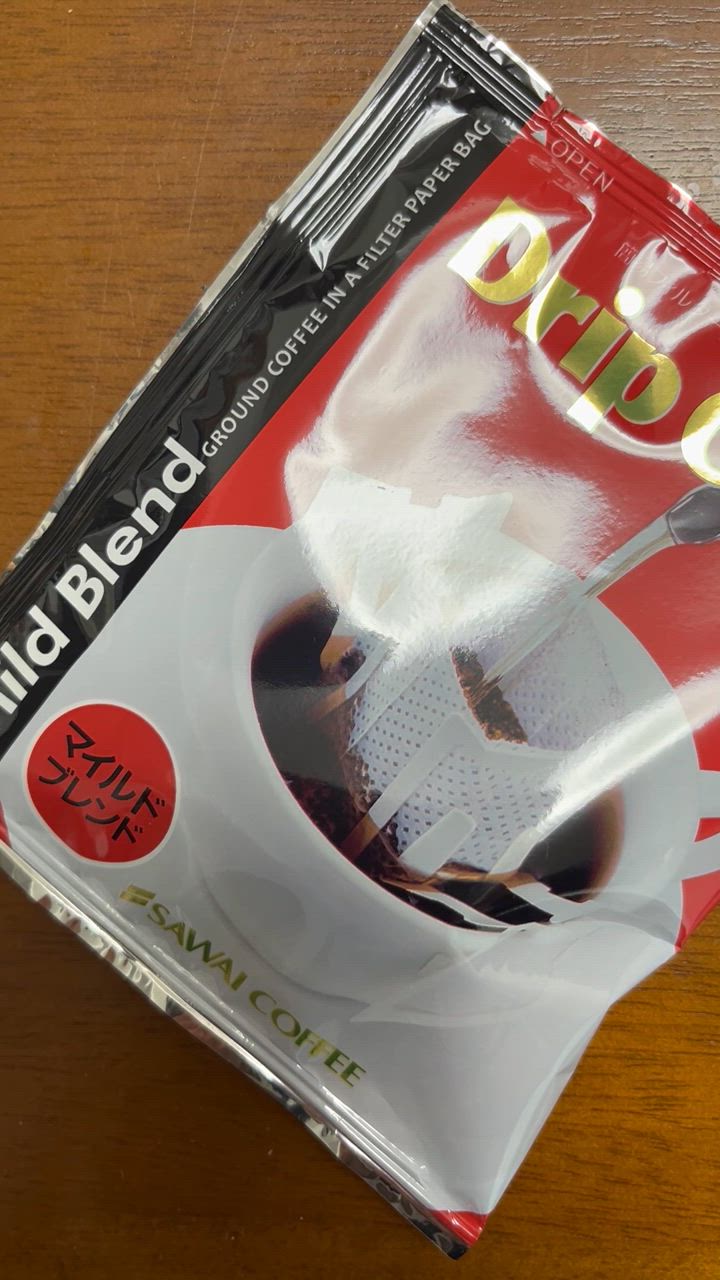 OPEN
Drip
ild Blend
GROUND COFFEE IN A FILTER PAPER BAG
マイルド
ブレンド
SAWAI COFFEE